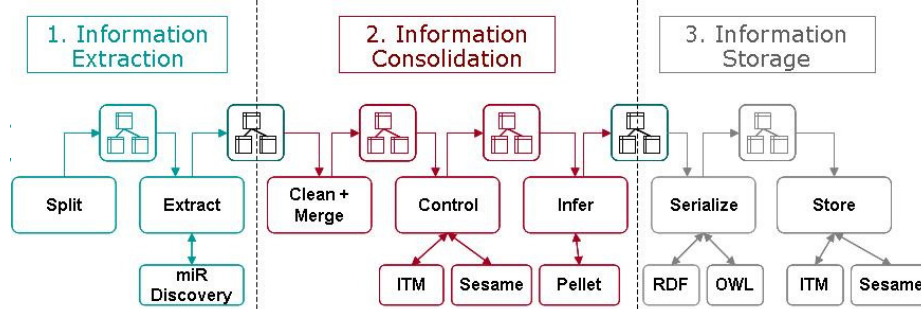 1. Information
Extraction
2. Information
Consolidation
3. Information
Storage
Split
Extract
Clean +
Merge
Control
Infer
Serialize
Store
miR
Discovery
ITM
Sesame
Pellet
RDF
OWL
ITM
Sesame